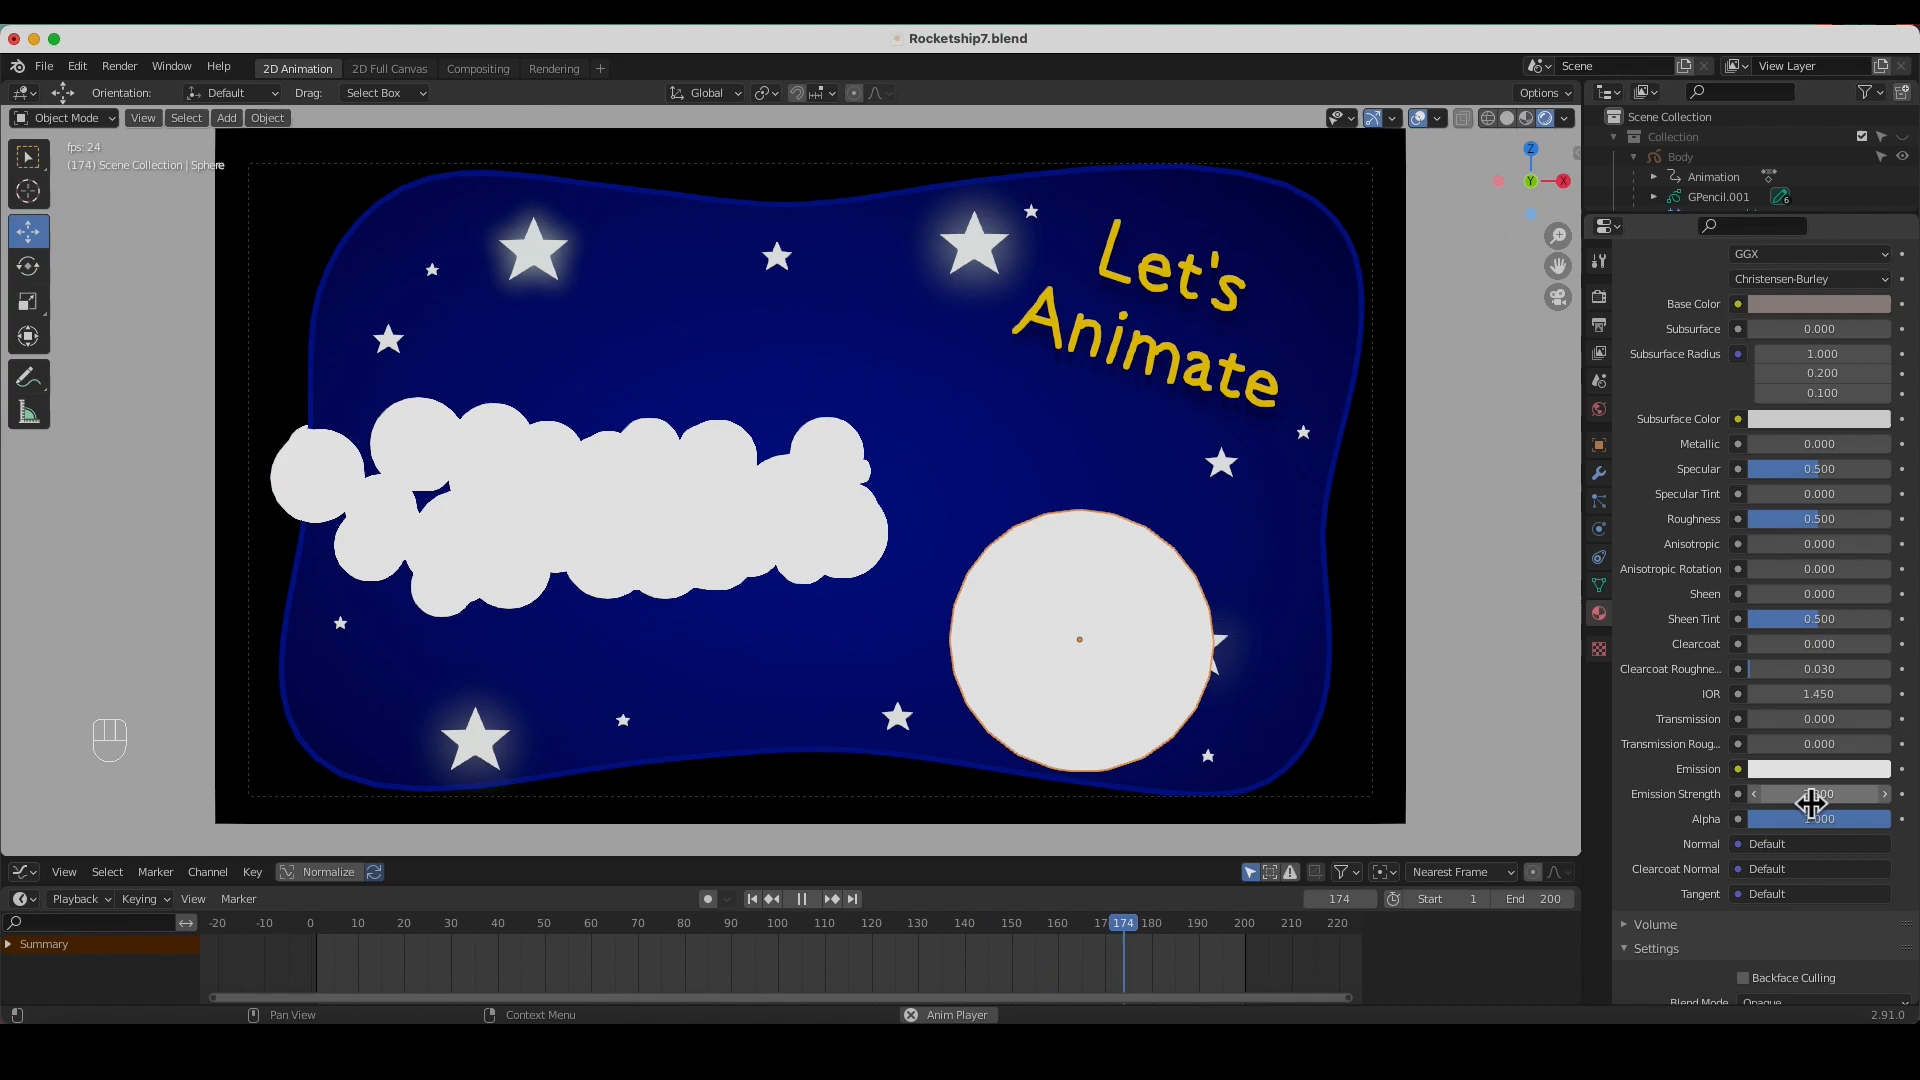 Rocketship7.blend
File Edit Render Window Help 2D Animation 2D Full Canvas Compositing Rendering + Scene View Layer
Orientation: Default Drag: Select Box Global Options
Object Mode View Select Add Object
fps: 24
(174) Scene Collection | Sphere
Z
Y
X
Let's
Animate
Scene Collection
Collection
Body
Animation
GPencil.001
6
GGX
Christensen-Burley
Base Color
Subsurface 0.000
Subsurface Radius 1.000
0.200
0.100
Subsurface Color
Metallic 0.000
Specular 0.500
Specular Tint 0.000
Roughness 0.500
Anisotropic 0.000
Anisotropic Rotation 0.000
Sheen 0.000
Sheen Tint 0.500
Clearcoat 0.000
Clearcoat Roughne... 0.030
IOR 1.450
Transmission 0.000
Transmission Roug... 0.000
Emission
Emission Strength
Alpha 1.000
Normal Default
Clearcoat Normal Default
Tangent Default
Volume
Settings
Backface Culling
Blend Mode Opaque
View Select Marker Channel Key Normalize Nearest Frame
Playback Keying View Marker 174 Start 1 End 200
-20 -10 0 10 20 30 40 50 60 70 80 90 100 110 120 130 140 150 160 17 174 180 190 200 210 220
Summary
Pan View Context Menu Anim Player 2.91.0